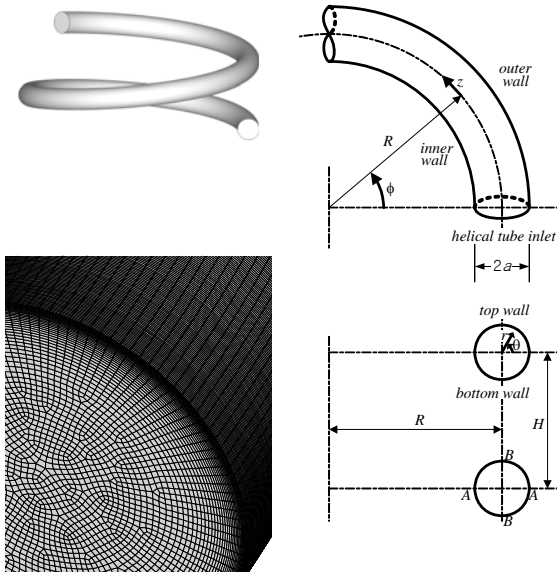 outer
wall
z
R
inner
wall
ϕ
helical tube inlet
2a
top wall
r
θ
bottom wall
R
H
B
A
A
B